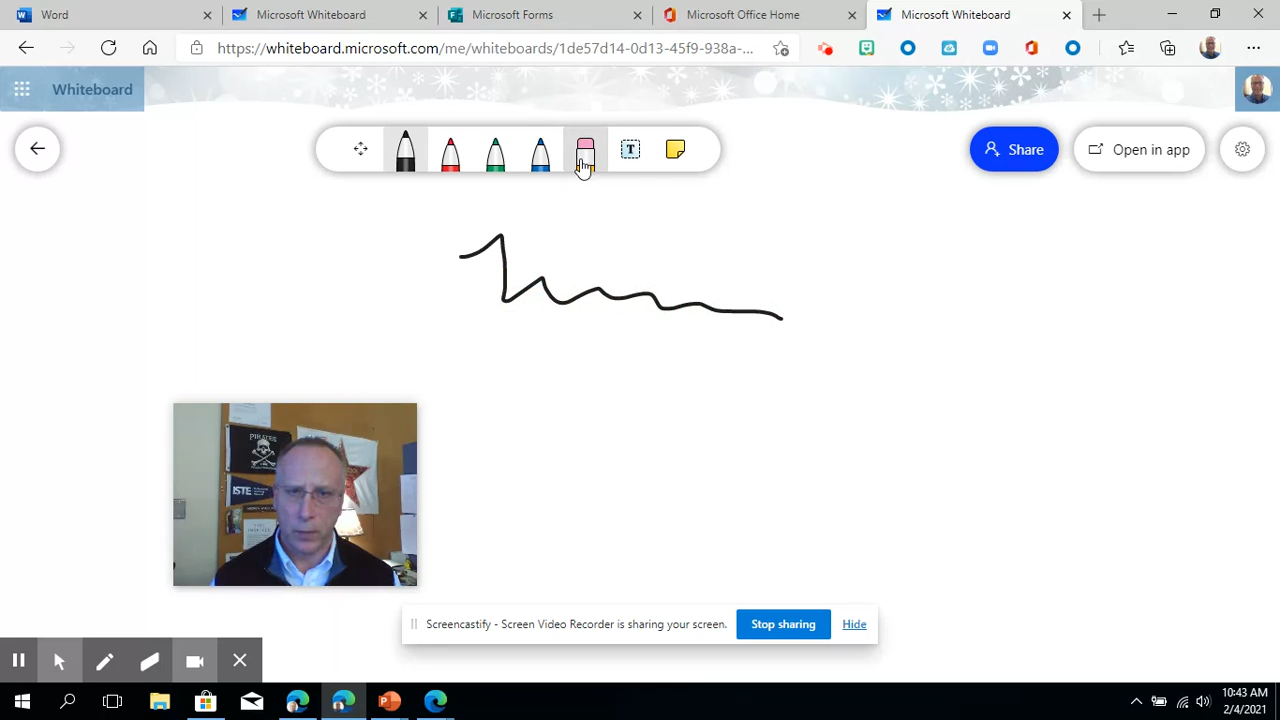 Word
Microsoft Whiteboard
Microsoft Forms
Microsoft Office Home
Microsoft Whiteboard
https://whiteboard.microsoft.com/me/whiteboards/1de57d14-0d13-45f9-938a-...
Whiteboard
T
Share
Open in app
PIRATES
ISTE
Screencastify - Screen Video Recorder is sharing your screen.
Stop sharing
Hide
10:43 AM
2/4/2021